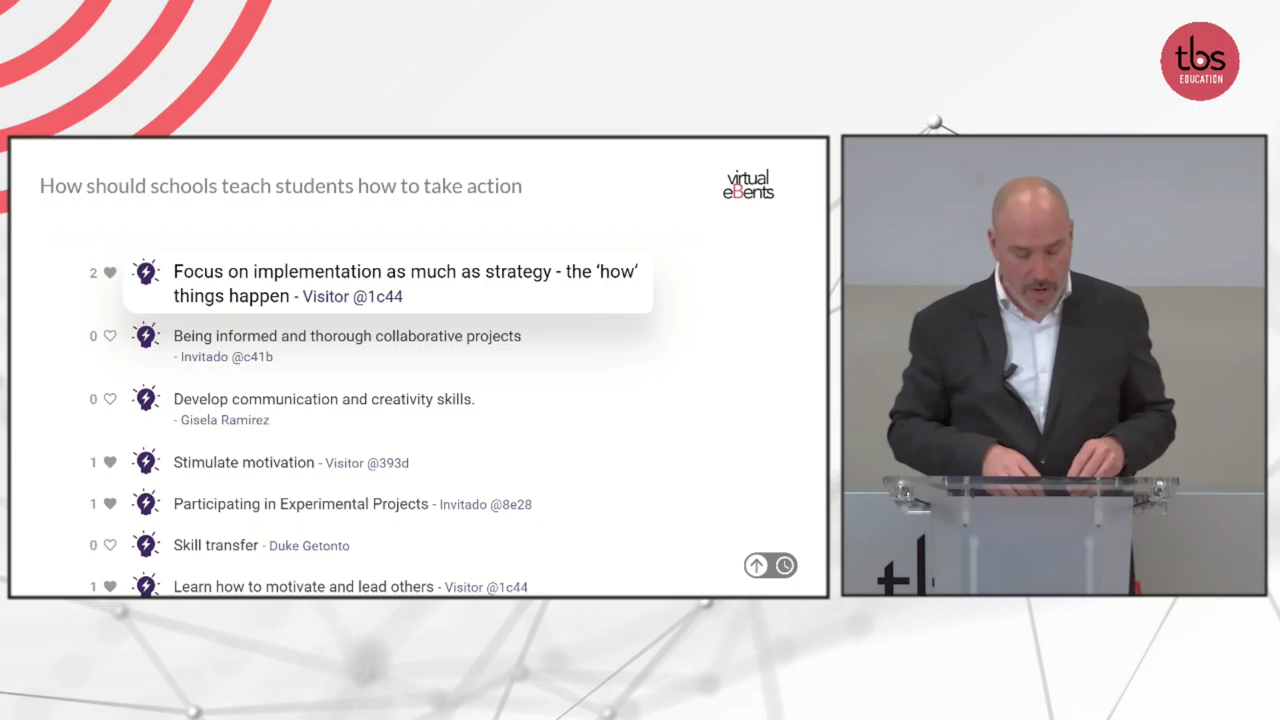 tbs
EDUCATION
How should schools teach students how to take action
virtual
eBents
2 Focus on implementation as much as strategy - the ‘how’
things happen - Visitor @1c44
0 Being informed and thorough collaborative projects
- Invitado @c41b
0 Develop communication and creativity skills.
- Gisela Ramirez
1 Stimulate motivation - Visitor @393d
1 Participating in Experimental Projects - Invitado @8e28
0 Skill transfer - Duke Getonto
1 Learn how to motivate and lead others - Visitor @1c44